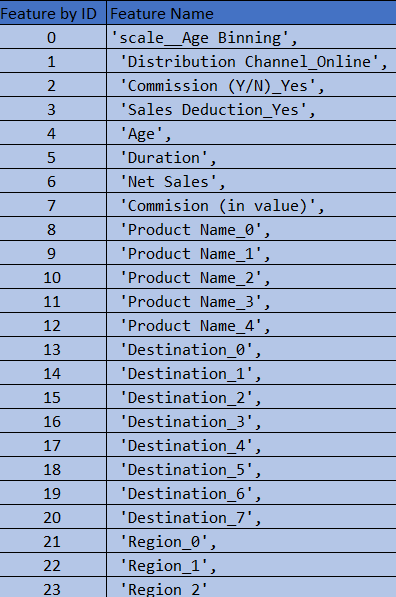 Feature by ID Feature Name
0 'scale__Age Binning',
1 'Distribution Channel_Online',
2 'Commission (Y/N)_Yes',
3 'Sales Deduction_Yes',
4 'Age',
5 'Duration',
6 'Net Sales',
7 'Commision (in value)',
8 'Product Name_0',
9 'Product Name_1',
10 'Product Name_2',
11 'Product Name_3',
12 'Product Name_4',
13 'Destination_0',
14 'Destination_1',
15 'Destination_2',
16 'Destination_3',
17 'Destination_4',
18 'Destination_5',
19 'Destination_6',
20 'Destination_7',
21 'Region_0',
22 'Region_1',
23 'Region_2'